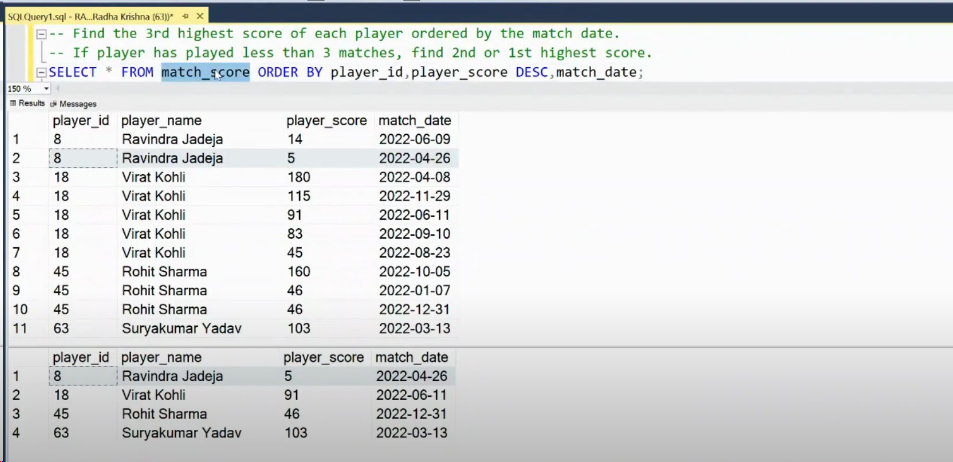 SQLQuery1.sql - RA...Radha Krishna (63))*
-- Find the 3rd highest score of each player ordered by the match date.
-- If player has played less than 3 matches, find 2nd or 1st highest score.
SELECT * FROM match_score ORDER BY player_id,player_score DESC,match_date;
150 %
Results Messages
player_id player_name player_score match_date
1 8 Ravindra Jadeja 14 2022-06-09
2 8 Ravindra Jadeja 5 2022-04-26
3 18 Virat Kohli 180 2022-04-08
4 18 Virat Kohli 115 2022-11-29
5 18 Virat Kohli 91 2022-06-11
6 18 Virat Kohli 83 2022-09-10
7 18 Virat Kohli 45 2022-08-23
8 45 Rohit Sharma 160 2022-10-05
9 45 Rohit Sharma 46 2022-01-07
10 45 Rohit Sharma 46 2022-12-31
11 63 Suryakumar Yadav 103 2022-03-13
player_id player_name player_score match_date
1 8 Ravindra Jadeja 5 2022-04-26
2 18 Virat Kohli 91 2022-06-11
3 45 Rohit Sharma 46 2022-12-31
4 63 Suryakumar Yadav 103 2022-03-13